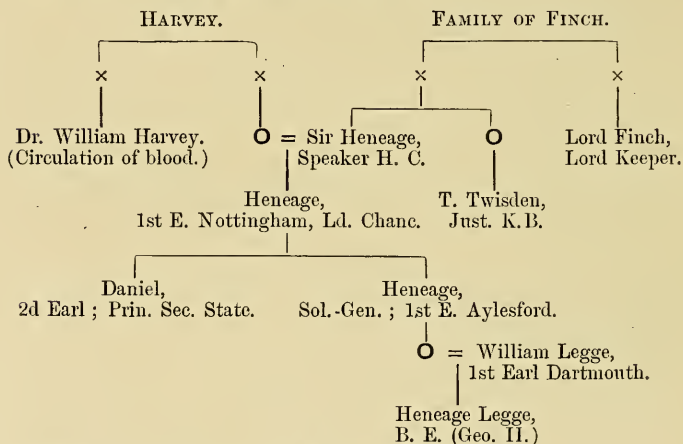 HARVEY. FAMILY OF FINCH.
× × × ×
Dr. William Harvey. O = Sir Heneage, O Lord Finch,
(Circulation of blood.) Speaker H. C. Lord Keeper.
Heneage, T. Twisden,
1st E. Nottingham, Ld. Chanc. Just. K.B.
Daniel, Heneage,
2d Earl ; Prin. Sec. State. Sol.-Gen. ; 1st E. Aylesford.
O = William Legge,
1st Earl Dartmouth.
Heneage Legge,
B. E. (Geo. II.)